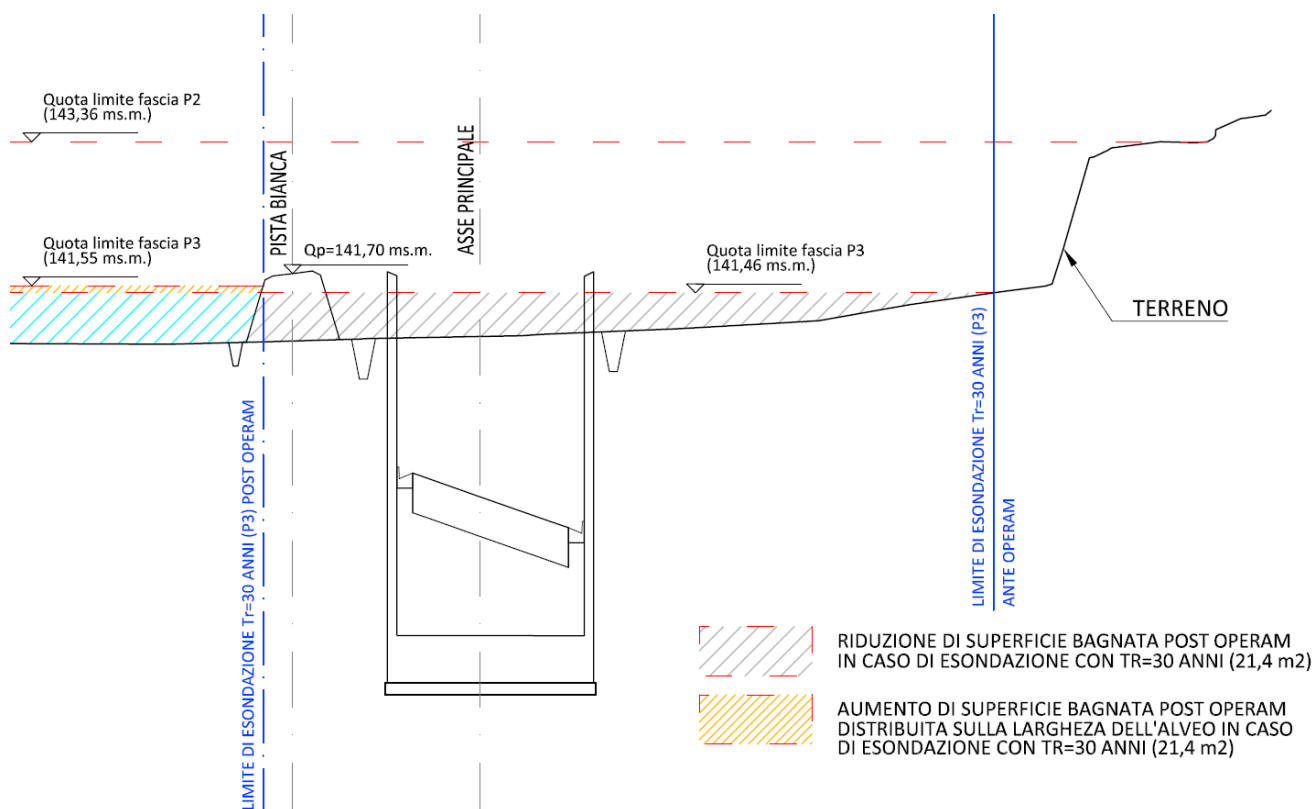 Quota limite fascia P2
(143,36 ms.m.)
PISTA BIANCA
ASSE PRINCIPALE
Quota limite fascia P3
(141,55 ms.m.)
Qp=141,70 ms.m.
Quota limite fascia P3
(141,46 ms.m.)
TERRENO
LIMITE DI ESONDAZIONE Tr=30 ANNI (P3) POST OPERAM
LIMITE DI ESONDAZIONE Tr=30 ANNI (P3)
ANTE OPERAM
RIDUZIONE DI SUPERFICIE BAGNATA POST OPERAM
IN CASO DI ESONDAZIONE CON TR=30 ANNI (21,4 m2)
AUMENTO DI SUPERFICIE BAGNATA POST OPERAM
DISTRIBUITA SULLA LARGHEZZA DELL'ALVEO IN CASO
DI ESONDAZIONE CON TR=30 ANNI (21,4 m2)